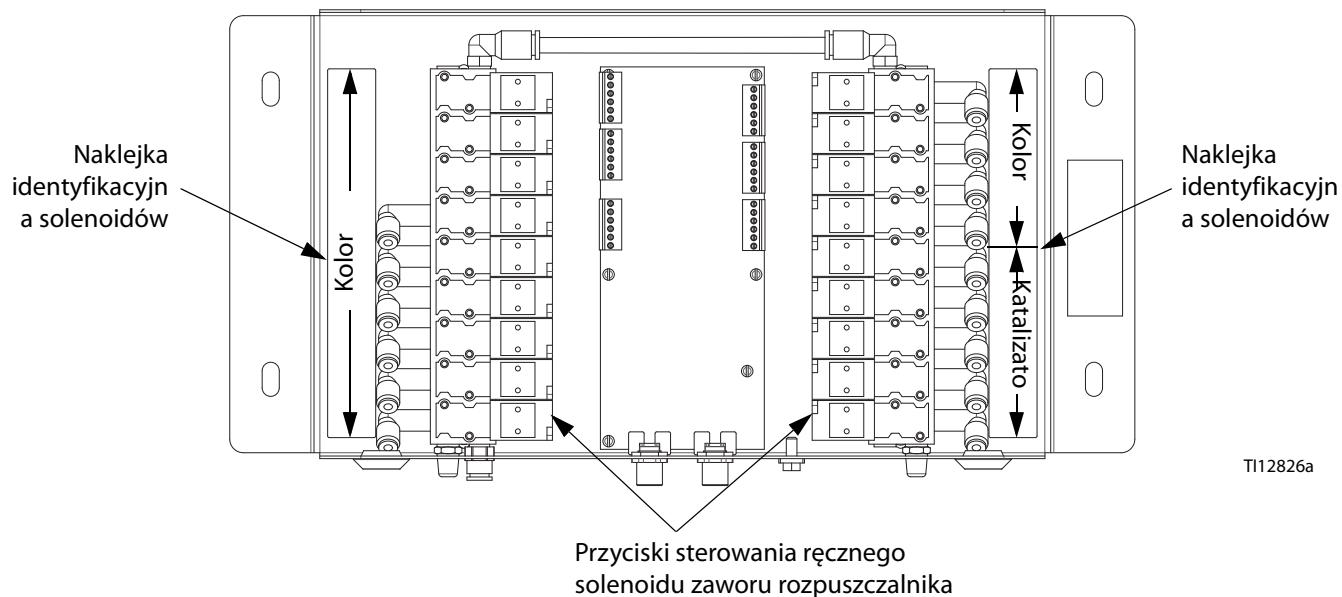 Naklejka
identyfikacyjn
a solenoidów
Kolor
Kolor
Katalizato
Naklejka
identyfikacyjn
a solenoidów
TI12826a
Przyciski sterowania ręcznego
solenoidu zaworu rozpuszczalnika